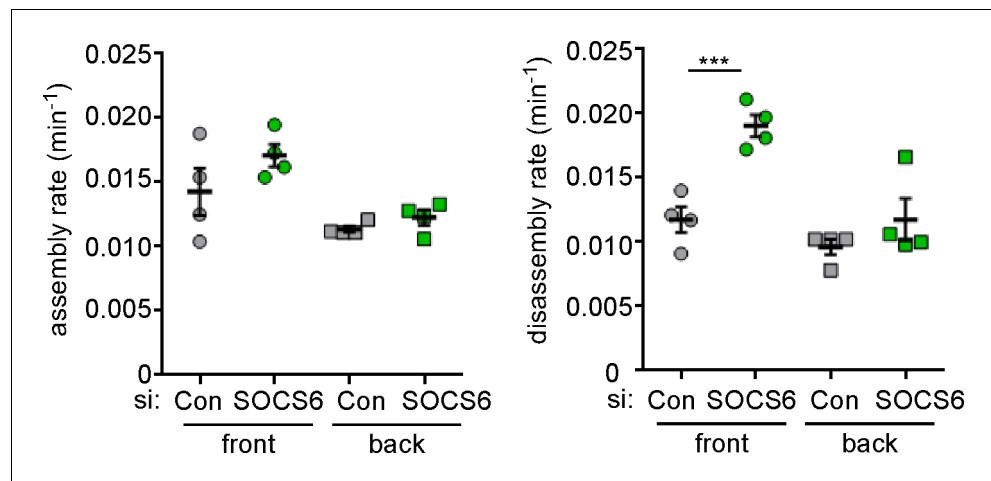 assembly rate (min-1)
0.025
0.020
0.015
0.010
0.005
0
si: Con SOCS6 Con SOCS6
front back
disassembly rate (min-1)
0.025
0.020
0.015
0.010
0.005
0
***
si: Con SOCS6 Con SOCS6
front back